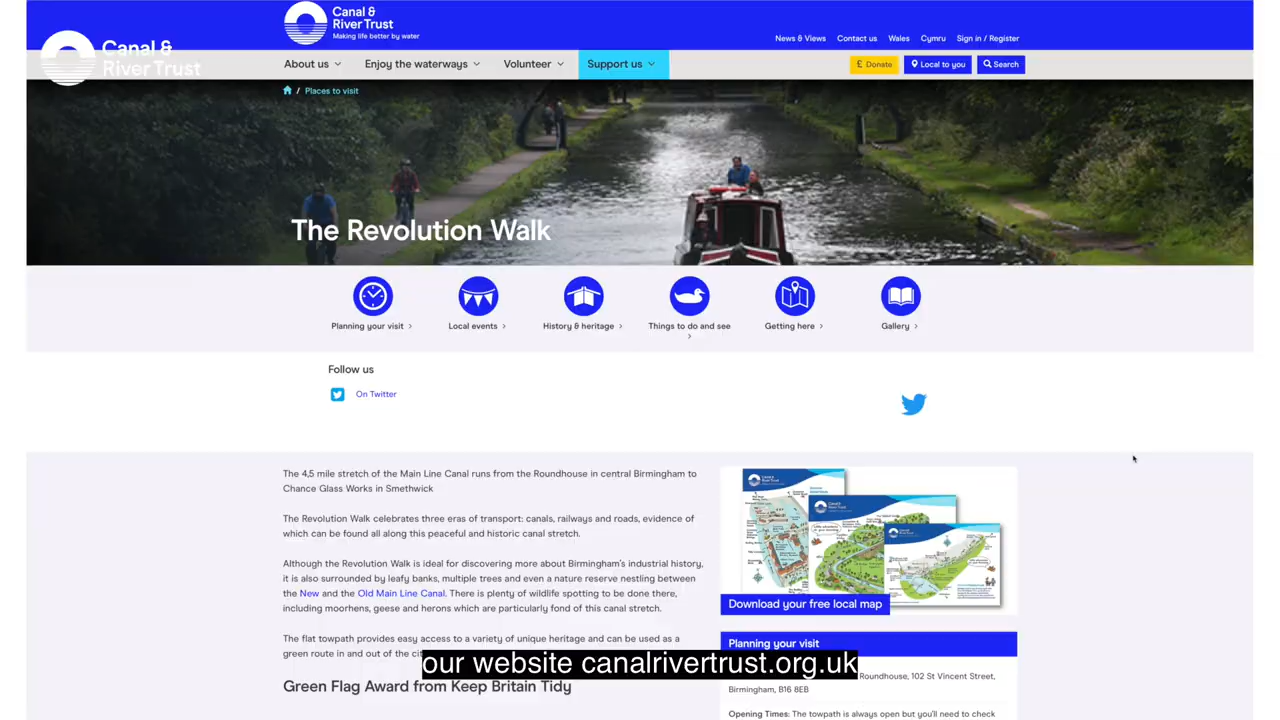 Canal &
River Trust
Making life better by water
Canal &
River Trust
News & Views Contact us Wales Cymru Sign in / Register
About us Enjoy the waterways Volunteer Support us £ Donate Local to you Search
/ Places to visit
The Revolution Walk
Planning your visit > Local events > History & heritage > Things to do and see > Getting here > Gallery >
Follow us
On Twitter
The 4,5 mile stretch of the Main Line Canal runs from the Roundhouse in central Birmingham to
Chance Glass Works in Smethwick
The Revolution Walk celebrates three eras of transport: canals, railways and roads, evidence of
which can be found all along this peaceful and historic canal stretch.
Although the Revolution Walk is ideal for discovering more about Birmingham's industrial history,
it is also surrounded by leafy banks, multiple trees and even a nature reserve nestling between
the New and the Old Main Line Canal. There is plenty of wildlife spotting to be done there,
including moorhens, geese and herons which are particularly fond of this canal stretch.
The flat towpath provides easy access to a variety of unique heritage and can be used as a
green route in and out of the
Green Flag Award from Keep Britain Tidy
Download your free local map
Planning your visit
Roundhouse, 102 St Vincent Street,
Birmingham, B16 8EB
Opening Times: The towpath is always open but you'll need to check
our website canalrivertrust.org.uk